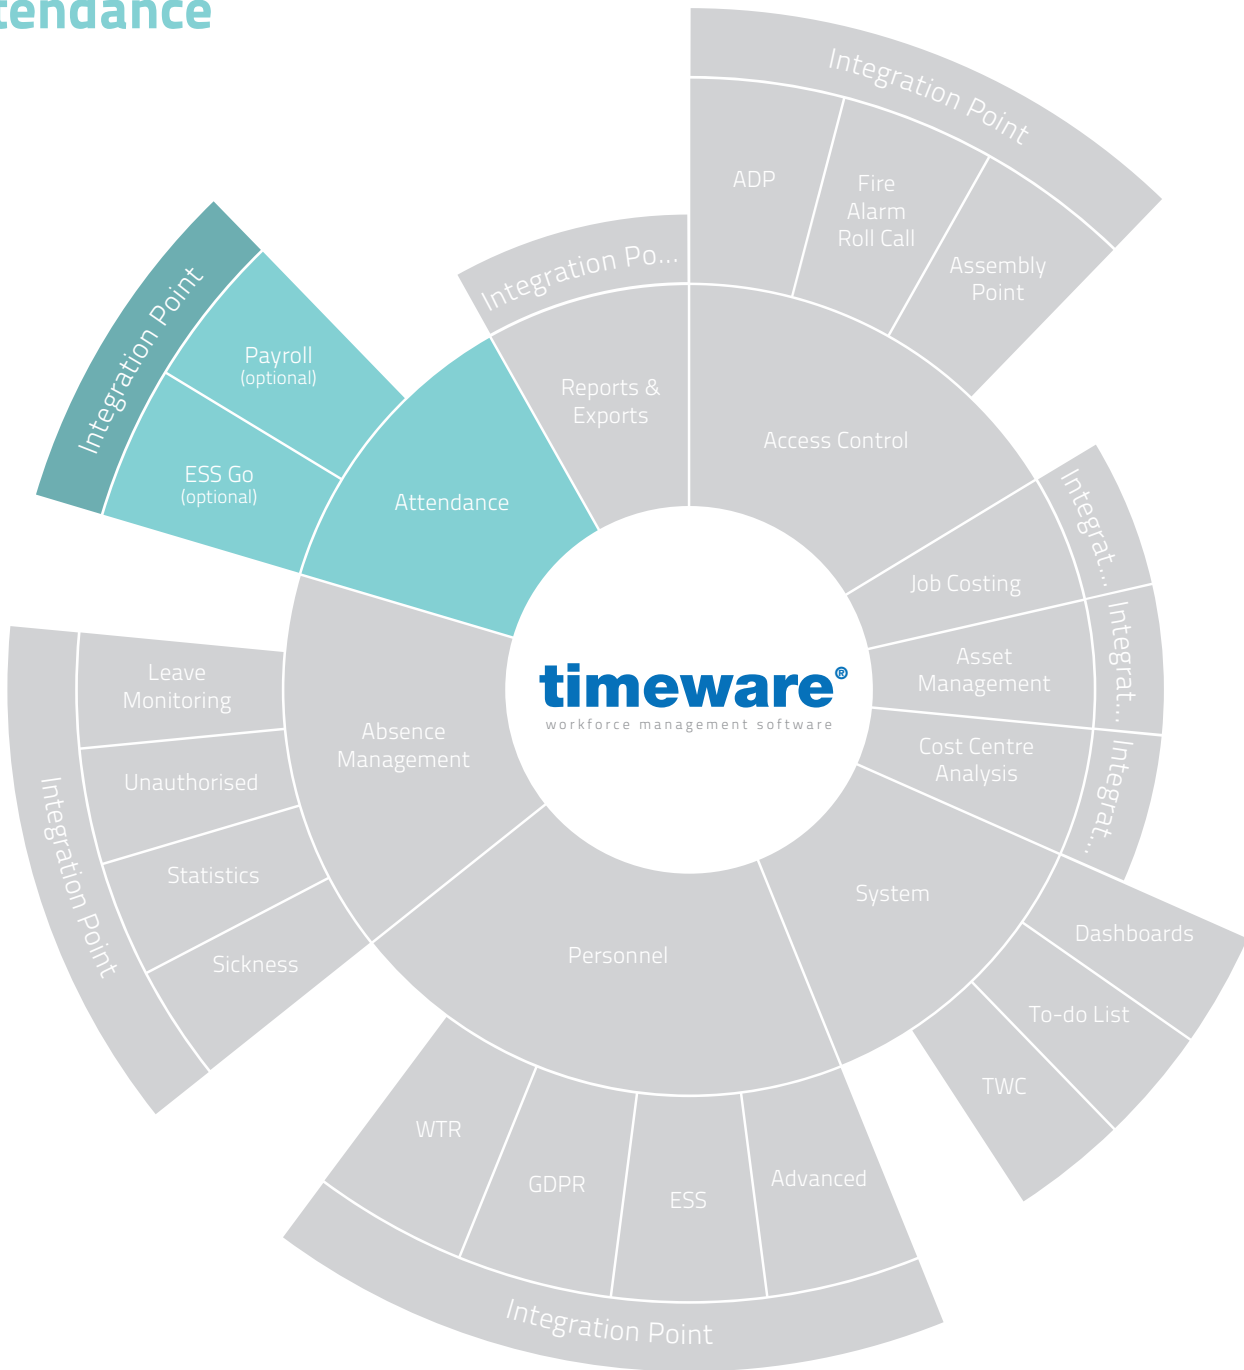 tendance
Integration Point
ADP
Fire
Alarm
Roll Call
Assembly
Point
Integration Po...
Reports &
Exports
Access Control
Integration Point
Payroll
(optional)
ESS Go
(optional)
Attendance
Integrat...
Job Costing
Integrat...
Asset
Management
Integrat...
Cost Centre
Analysis
timeware®
workforce management software
Leave
Monitoring
Absence
Management
Unauthorised
Integration Point
Statistics
Sickness
System
Dashboards
To-do List
TWC
Personnel
WTR
GDPR
ESS
Advanced
Integration Point